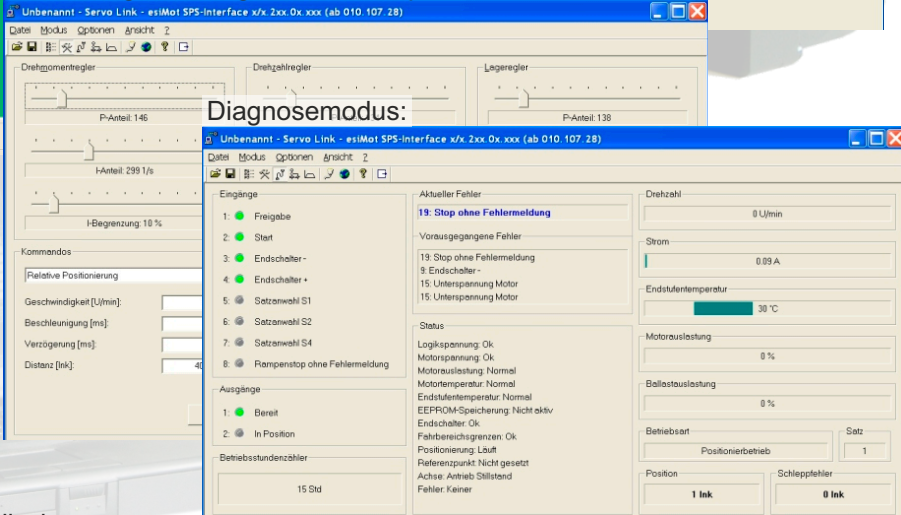 Unbenannt - Servo Link - esiMot SPS-Interface x/x.2xx.0x.xxx (ab 010.107.28)
Datei Modus Optionen Ansicht ?
Drehmomentregler
P-Anteil: 146
I-Anteil: 299 1/s
I-Begrenzung: 10 %
Drehzahlregler
Lageregler
P-Anteil: 138
Kommandos
Relative Positionierung
Geschwindigkeit [U/min]:
Beschleunigung [ms]:
Verzögerung [ms]:
Distanz [Ink]: 40
Diagnosemodus:
Unbenannt - Servo Link - esiMot SPS-Interface x/x.2xx.0x.xxx (ab 010.107.28)
Datei Modus Optionen Ansicht ?
Eingänge
1: Freigabe
2: Start
3: Endschalter -
4: Endschalter +
5: Satzanwahl S1
6: Satzanwahl S2
7: Satzanwahl S4
8: Rampenstop ohne Fehlermeldung
Ausgänge
1: Bereit
2: In Position
Betriebsstundenzähler
15 Std
Aktueller Fehler
19: Stop ohne Fehlermeldung
Vorausgegangene Fehler
19: Stop ohne Fehlermeldung
9: Endschalter -
15: Unterspannung Motor
15: Unterspannung Motor
Status
Logikspannung: Ok
Motorspannung: Ok
Motorauslastung: Normal
Motortemperatur: Normal
Endstufentemperatur: Normal
EEPROM-Speicherung: Nicht aktiv
Endschalter: Ok
Fahrbereichsgrenzen: Ok
Positionierung: Läuft
Referenzpunkt: Nicht gesetzt
Achse: Antrieb Stillstand
Fehler: Keiner
Drehzahl
0 U/min
Strom
0.09 A
Endstufentemperatur
30 °C
Motorauslastung
0 %
Ballastauslastung
0 %
Betriebsart
Positionierbetrieb
Satz
1
Position
1 Ink
Schleppfehler
0 Ink